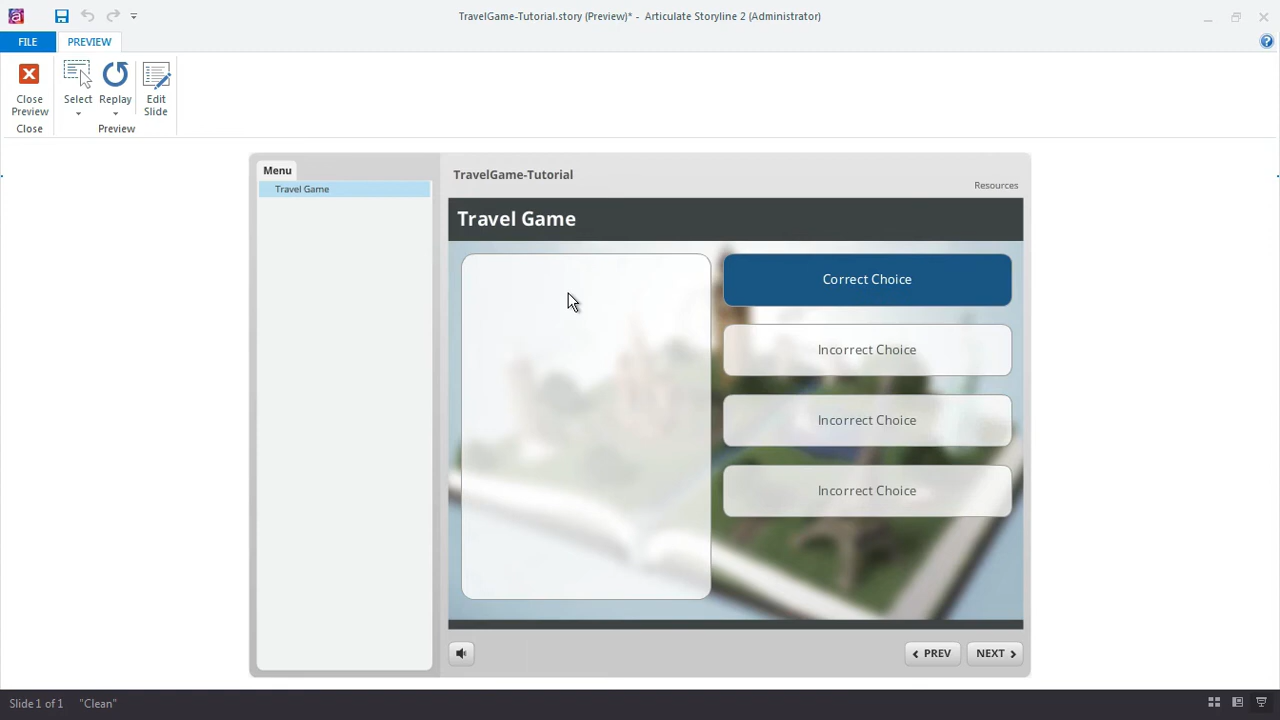 TravelGame-Tutorial.story (Preview)* - Articulate Storyline 2 (Administrator)
FILE
PREVIEW
Close Preview
Select
Replay
Edit Slide
Close
Preview
Menu
Travel Game
TravelGame-Tutorial
Resources
Travel Game
Correct Choice
Incorrect Choice
Incorrect Choice
Incorrect Choice
PREV
NEXT
Slide 1 of 1
"Clean"